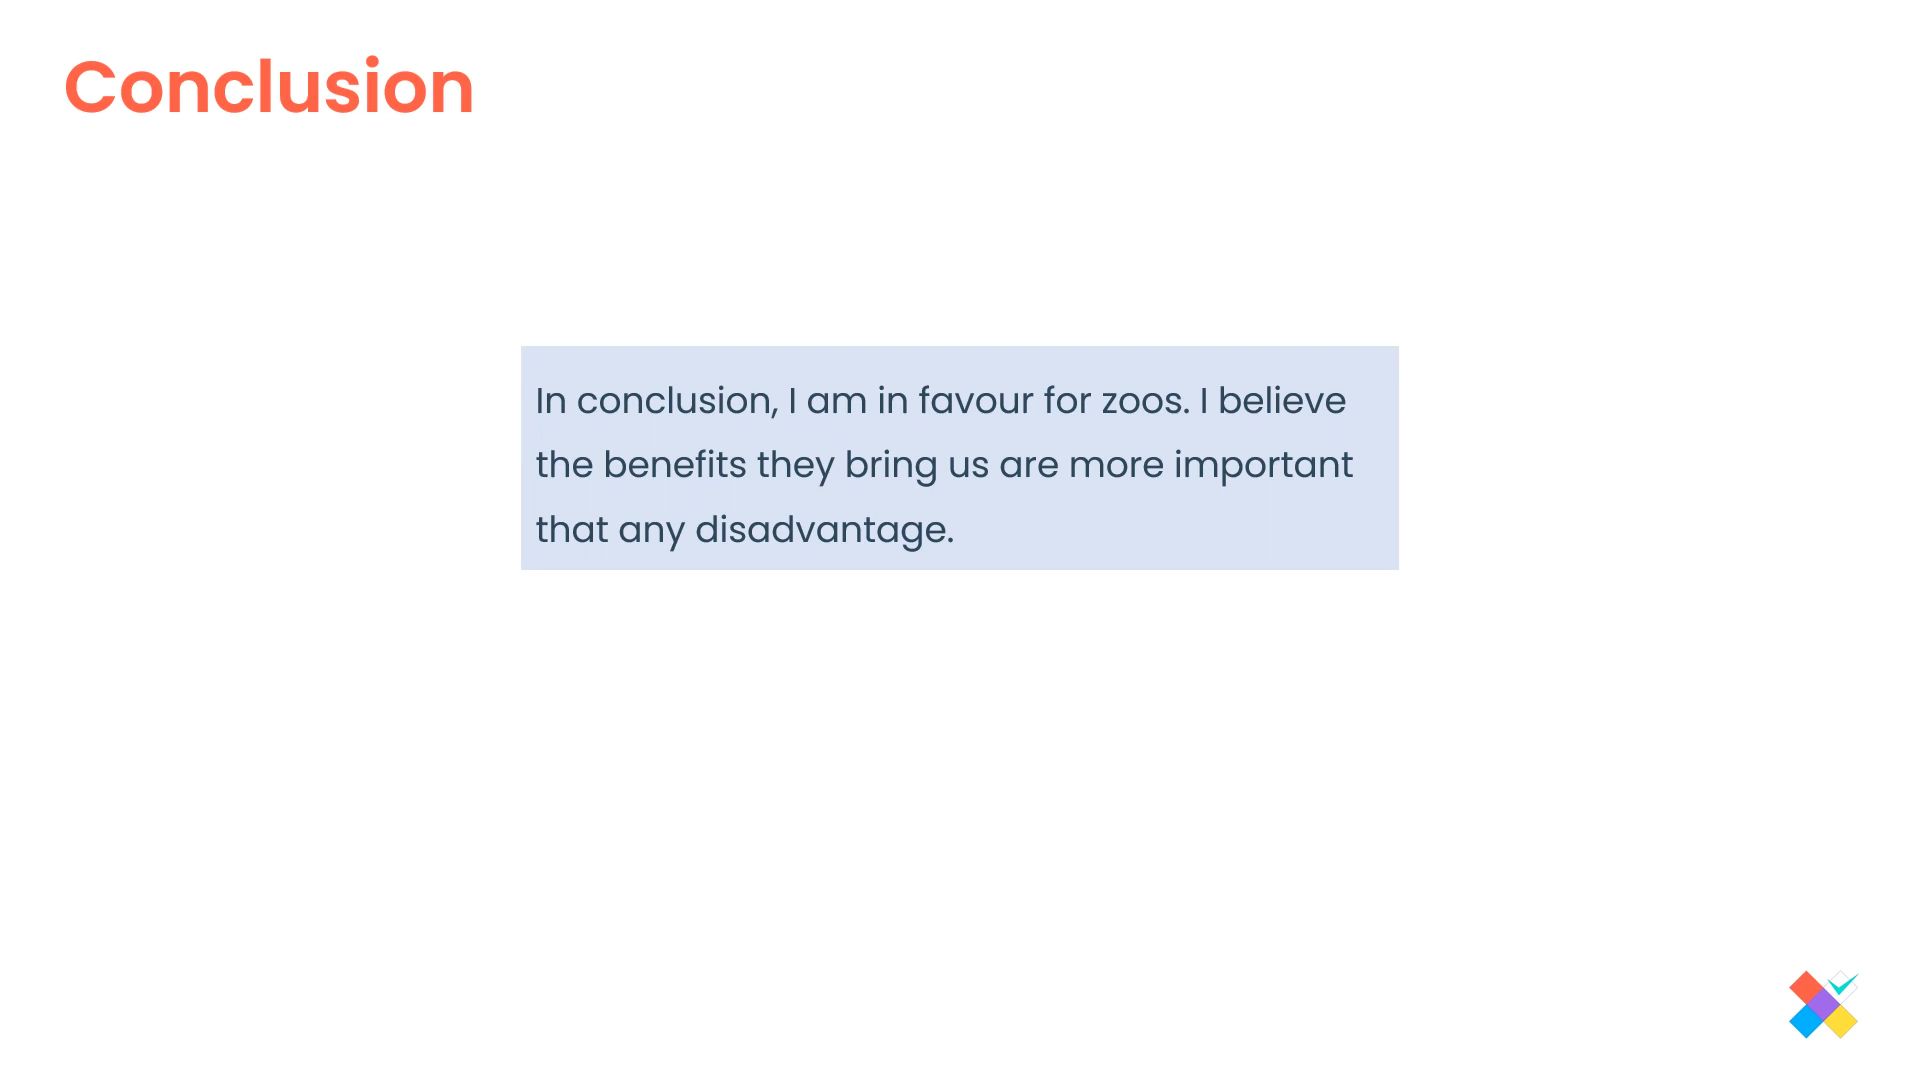 Conclusion
In conclusion, I am in favour for zoos. I believe
the benefits they bring us are more important
that any disadvantage.